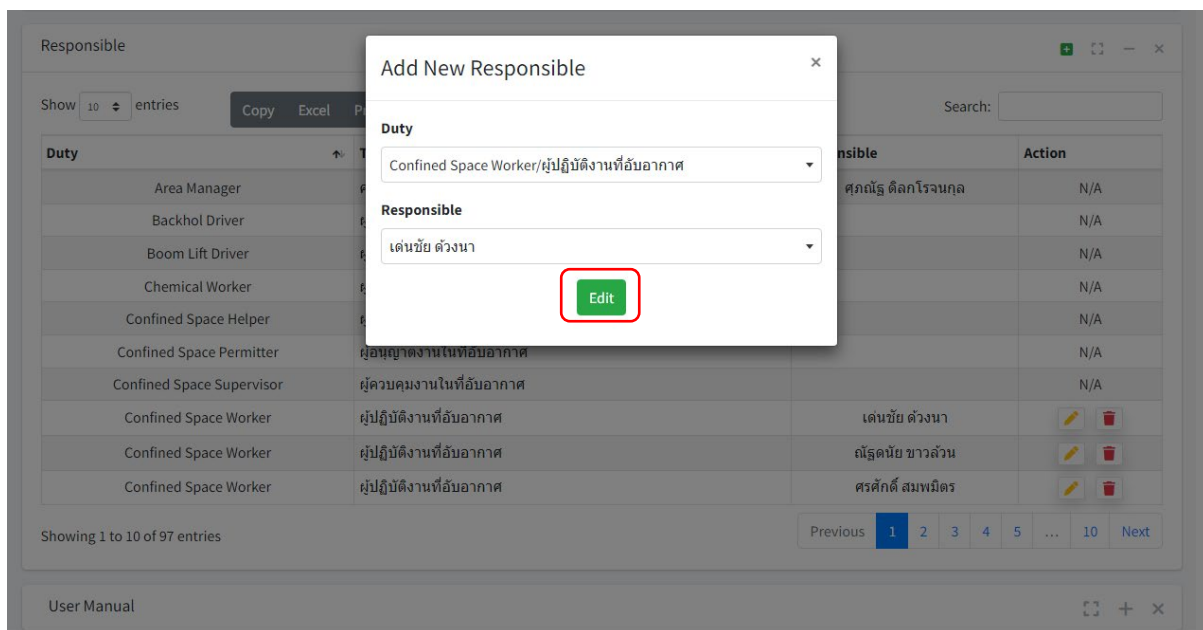 Responsible
Add New Responsible
×
Show 10 entries
Copy Excel
Search:
Duty
Confined Space Worker/ผู้ปฏิบัติงานที่อับอากาศ
Responsible
เด่นชัย ด้วงนา
Edit
Duty Action
Area Manager ศุภณัฐ ติลกโรจนกุล N/A
Backhol Driver N/A
Boom Lift Driver N/A
Chemical Worker N/A
Confined Space Helper N/A
Confined Space Permitter ผู้อนุญาตงานในที่อับอากาศ N/A
Confined Space Supervisor ผู้ควบคุมงานในที่อับอากาศ N/A
Confined Space Worker ผู้ปฏิบัติงานที่อับอากาศ เด่นชัย ด้วงนา
Confined Space Worker ผู้ปฏิบัติงานที่อับอากาศ ณัฐดนัย ขาวล้วน
Confined Space Worker ผู้ปฏิบัติงานที่อับอากาศ ศรศักดิ์ สมพมิตร
Showing 1 to 10 of 97 entries
Previous 1 2 3 4 5 ... 10 Next
User Manual